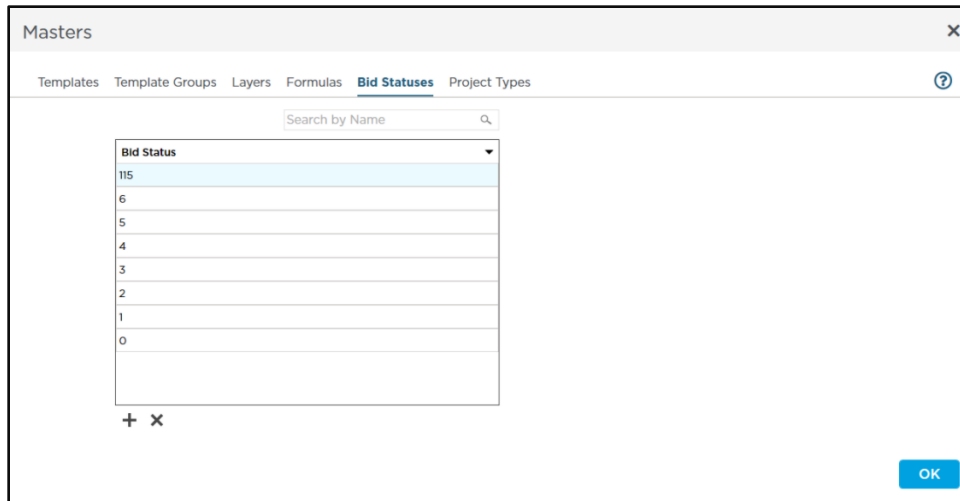 Masters
Templates Template Groups Layers Formulas Bid Statuses Project Types
Search by Name
Bid Status
115
6
5
4
3
2
1
0
OK